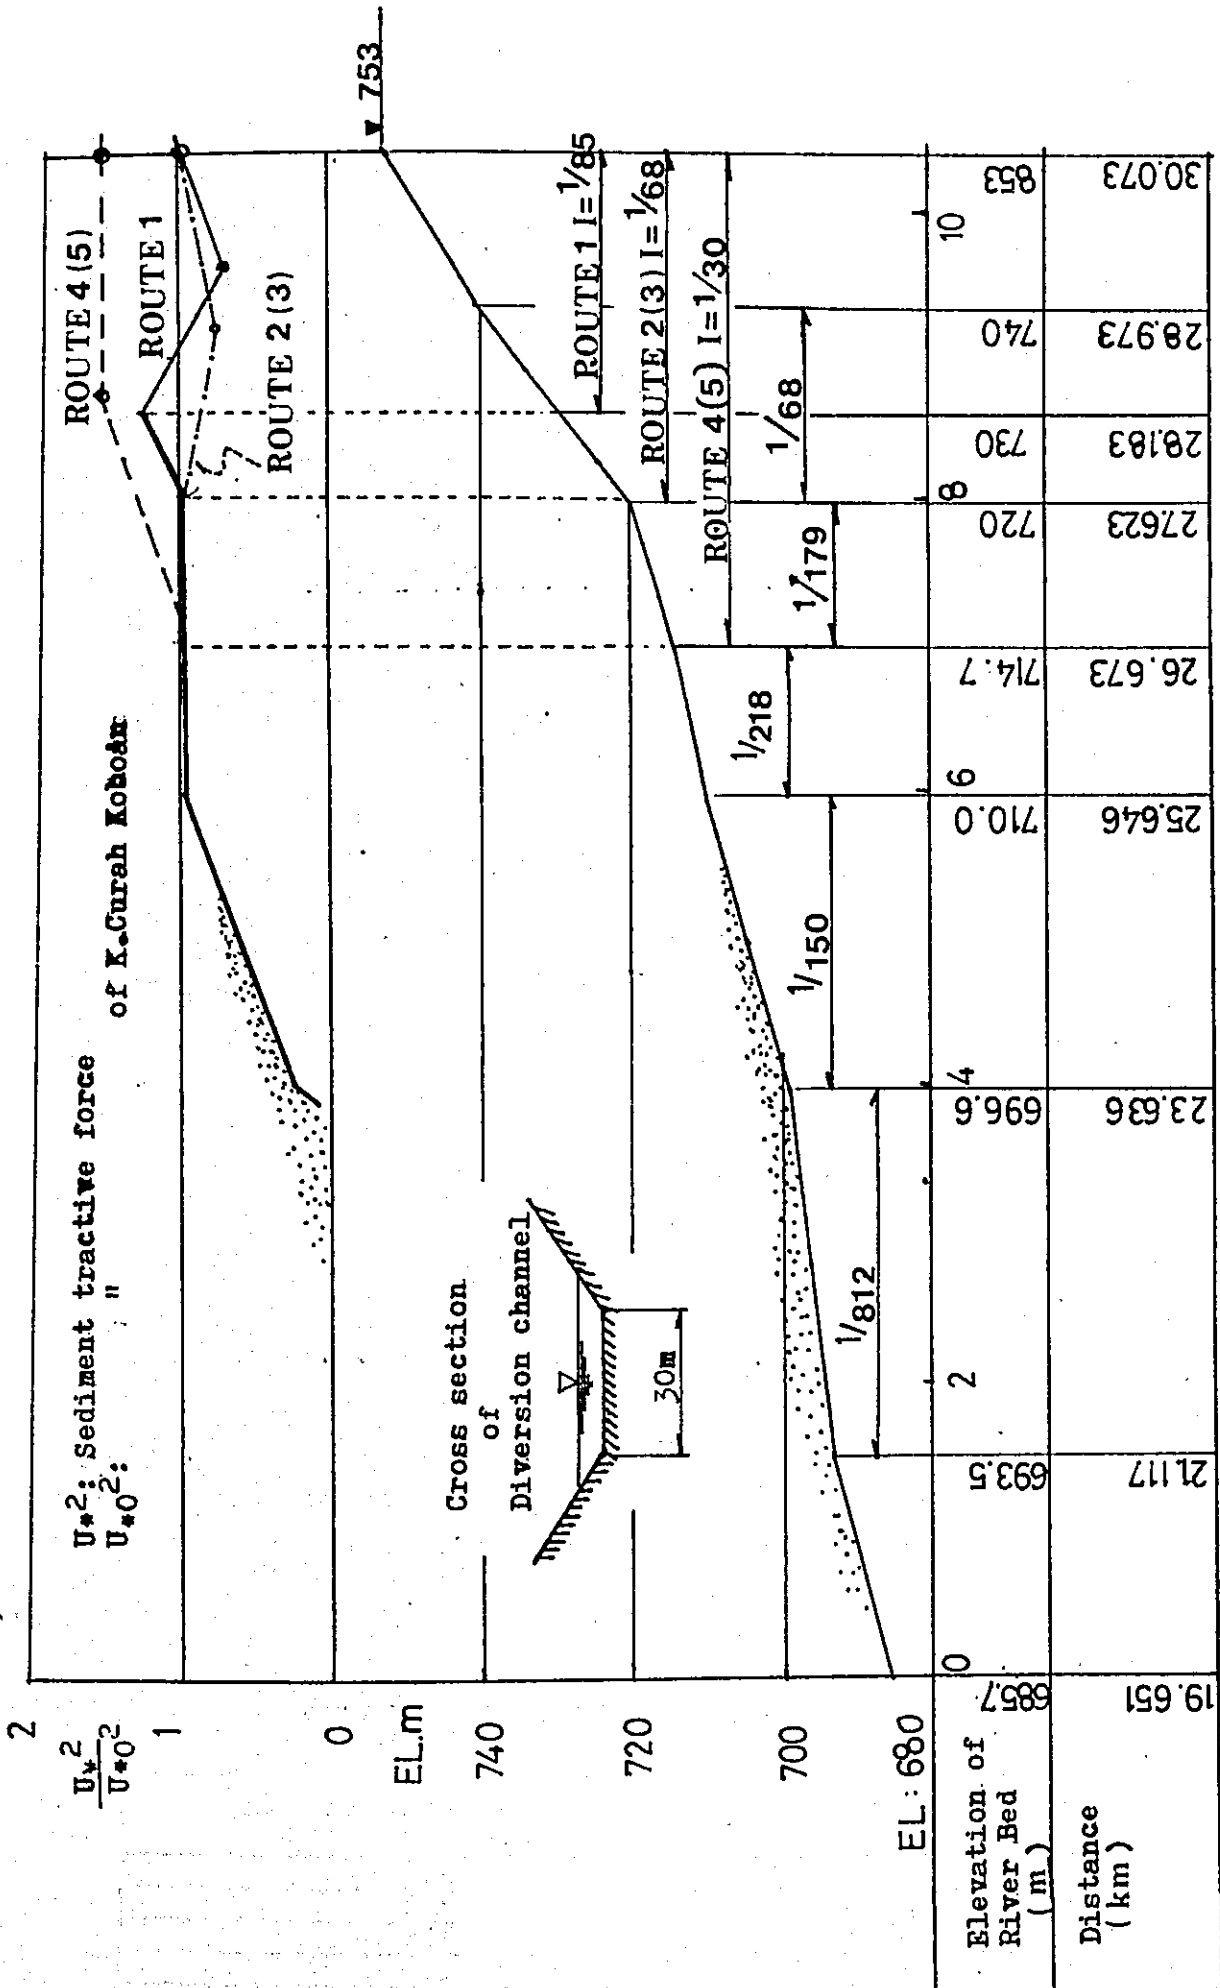 U*²: Sediment tractive force
U*0²: " of K.Curah Koboan
2
U*²
U*0²
1
0
ROUTE 4(5)
ROUTE 1
ROUTE 2(3)
EL.m
740
720
700
EL: 680
▼ 753
Cross section
of
Diversion channel
30m
ROUTE 1 I=1/85
ROUTE 2(3) I=1/68
ROUTE 4(5) I=1/30
1/812
1/150
1/218
1/179
1/68
0
2
4
6
8
10
Elevation of
River Bed
(m)
685.7
693.5
696.6
710.0
714.7
720
730
740
853
Distance
(km)
19.651
21.117
23.636
25.646
26.673
27.623
28.183
28.973
30.073